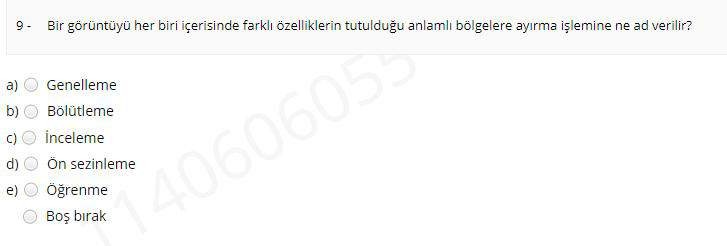 9 - Bir görüntüyü her biri içerisinde farklı özelliklerin tutulduğu anlamlı bölgelere ayırma işlemine ne ad verilir?
a) Genelleme
b) Bölütleme
c) İnceleme
d) Ön sezinleme
e) Öğrenme
Boş bırak
1140606055